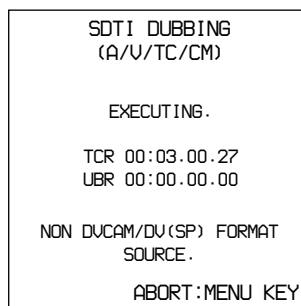 SDTI DUBBING
(A/V/TC/CM)
EXECUTING.
TCR 00:03.00.27
UBR 00:00.00.00
NON DVCAM/DV(SP) FORMAT
SOURCE.
ABORT:MENU KEY